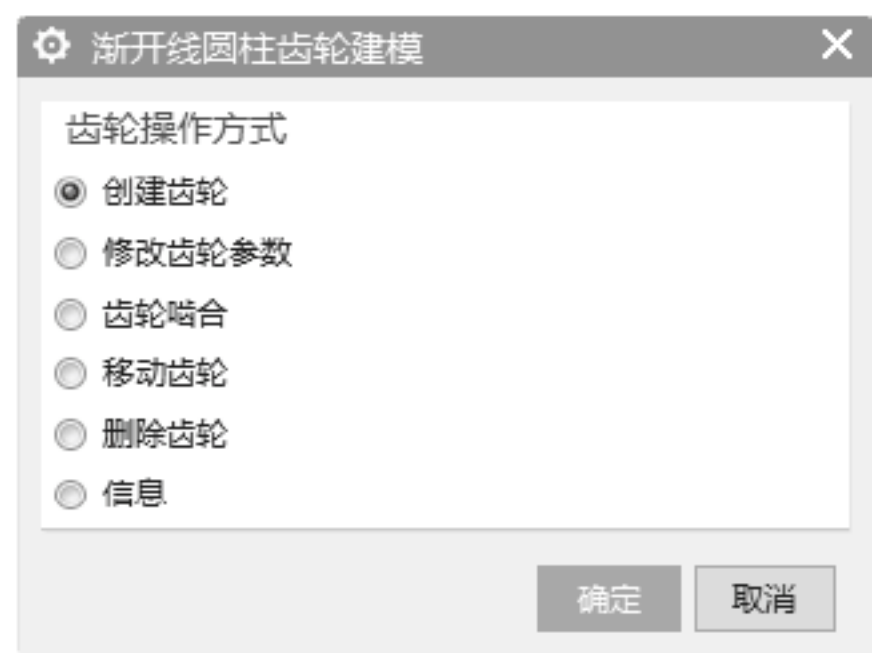 渐开线圆柱齿轮建模
齿轮操作方式
创建齿轮
修改齿轮参数
齿轮啮合
移动齿轮
删除齿轮
信息
确定 取消